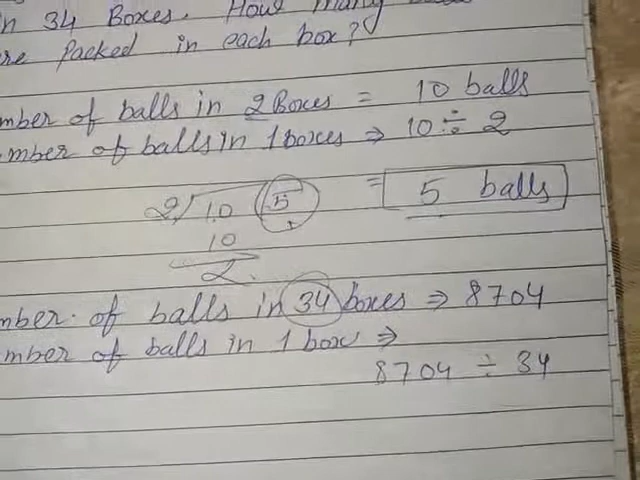 n 34 Boxes. How many
re Packed in each box?
mber of balls in 2 Boxes = 10 balls
mber of balls in 1 boxes ⇒ 10 ÷ 2
2 10 5 = 5 balls
10
number of balls in 34 boxes ⇒ 8704
mber of balls in 1 box ⇒
8704 ÷ 34